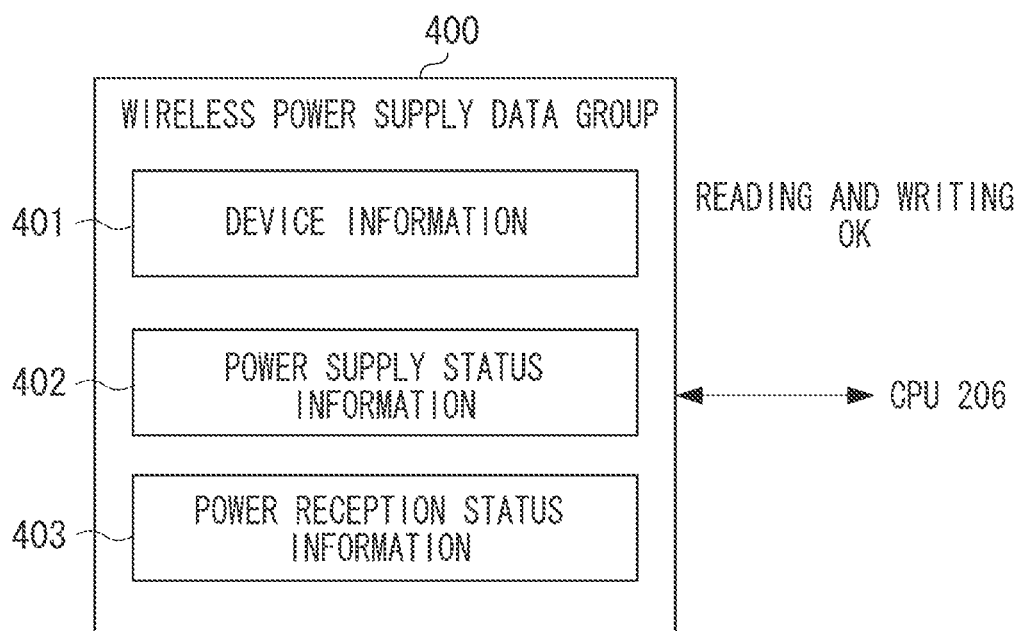 400
WIRELESS POWER SUPPLY DATA GROUP
401
DEVICE INFORMATION
READING AND WRITING
OK
402
POWER SUPPLY STATUS
INFORMATION
CPU 206
403
POWER RECEPTION STATUS
INFORMATION